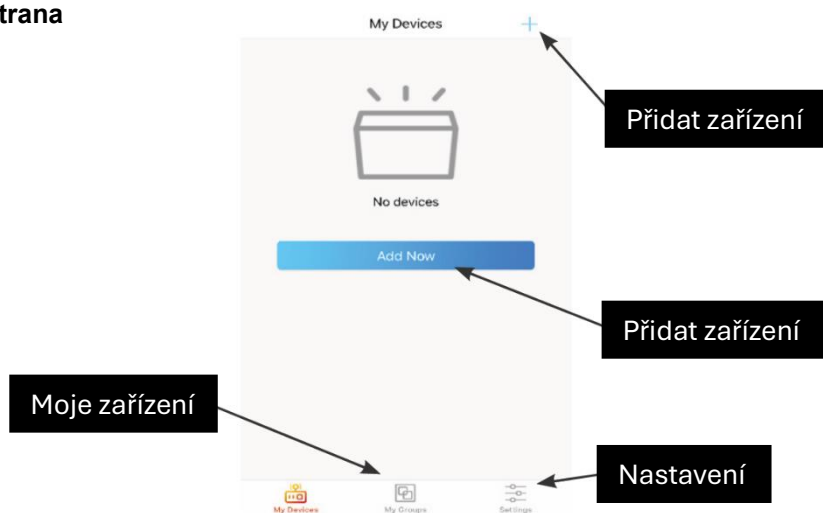 trana
My Devices
Přidat zařízení
No devices
Add Now
Přidat zařízení
Moje zařízení
Nastavení
My Devices
My Groups
Settings